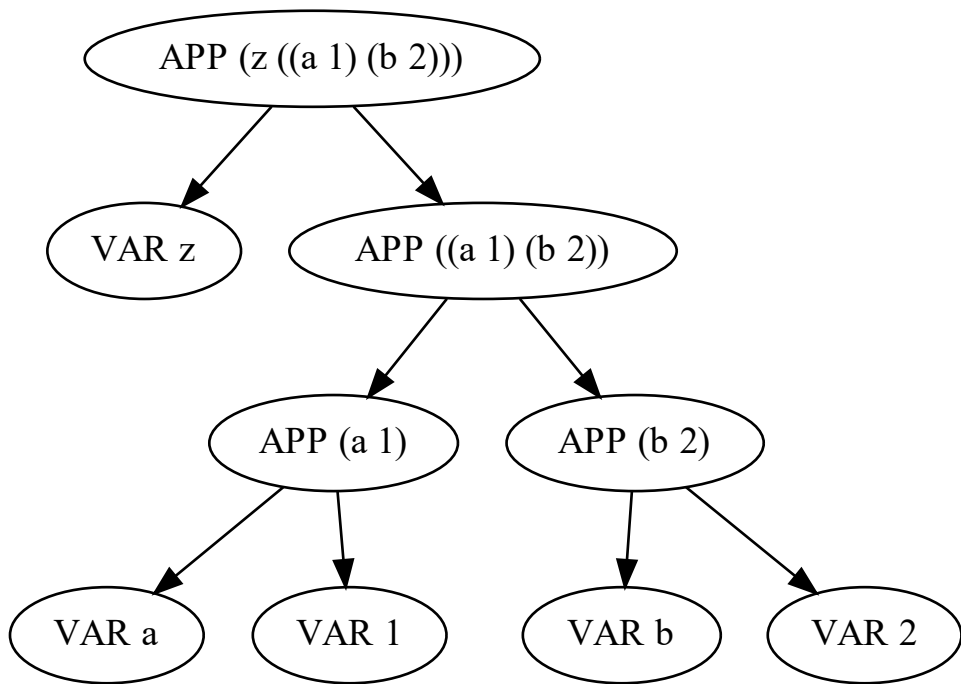 APP (z ((a 1) (b 2)))
VAR z
APP ((a 1) (b 2))
APP (a 1)
APP (b 2)
VAR a
VAR 1
VAR b
VAR 2